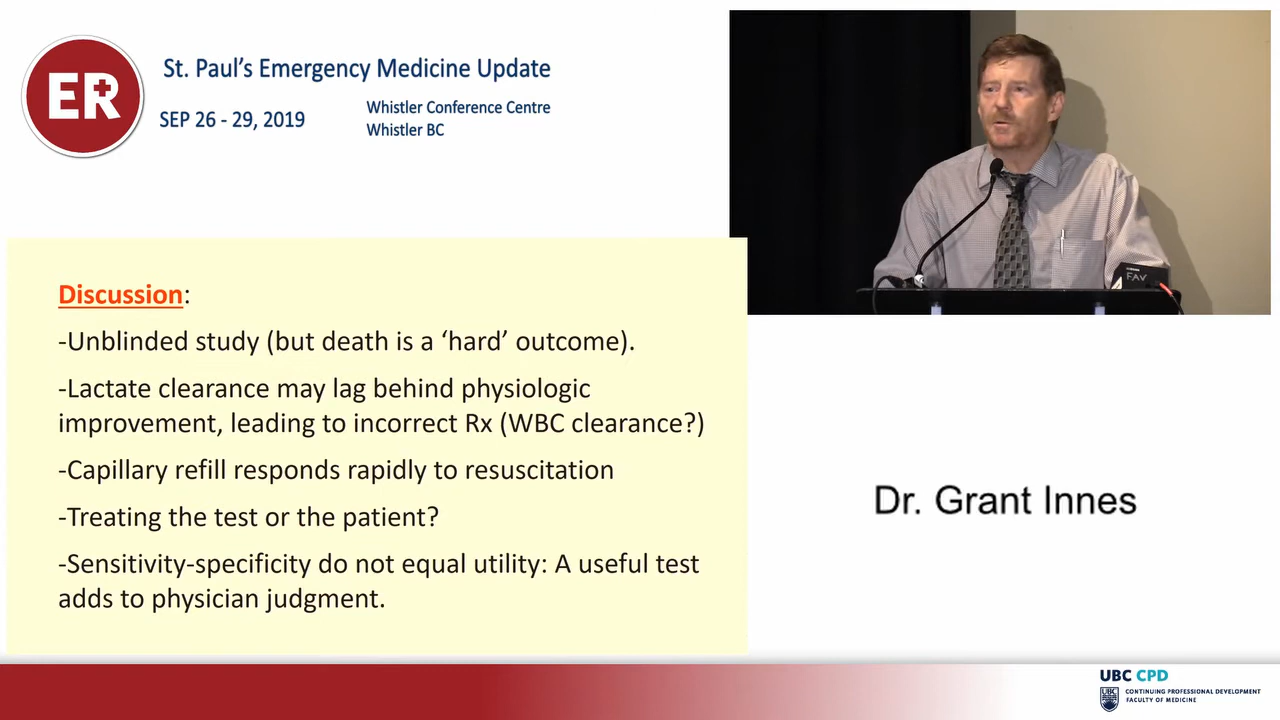 ER
St. Paul's Emergency Medicine Update
SEP 26 - 29, 2019
Whistler Conference Centre
Whistler BC
Discussion:
-Unblinded study (but death is a ‘hard’ outcome).
-Lactate clearance may lag behind physiologic
improvement, leading to incorrect Rx (WBC clearance?)
-Capillary refill responds rapidly to resuscitation
-Treating the test or the patient?
-Sensitivity-specificity do not equal utility: A useful test
adds to physician judgment.
Dr. Grant Innes
UBC CPD
UBC
CONTINUING PROFESSIONAL DEVELOPMENT
FACULTY OF MEDICINE